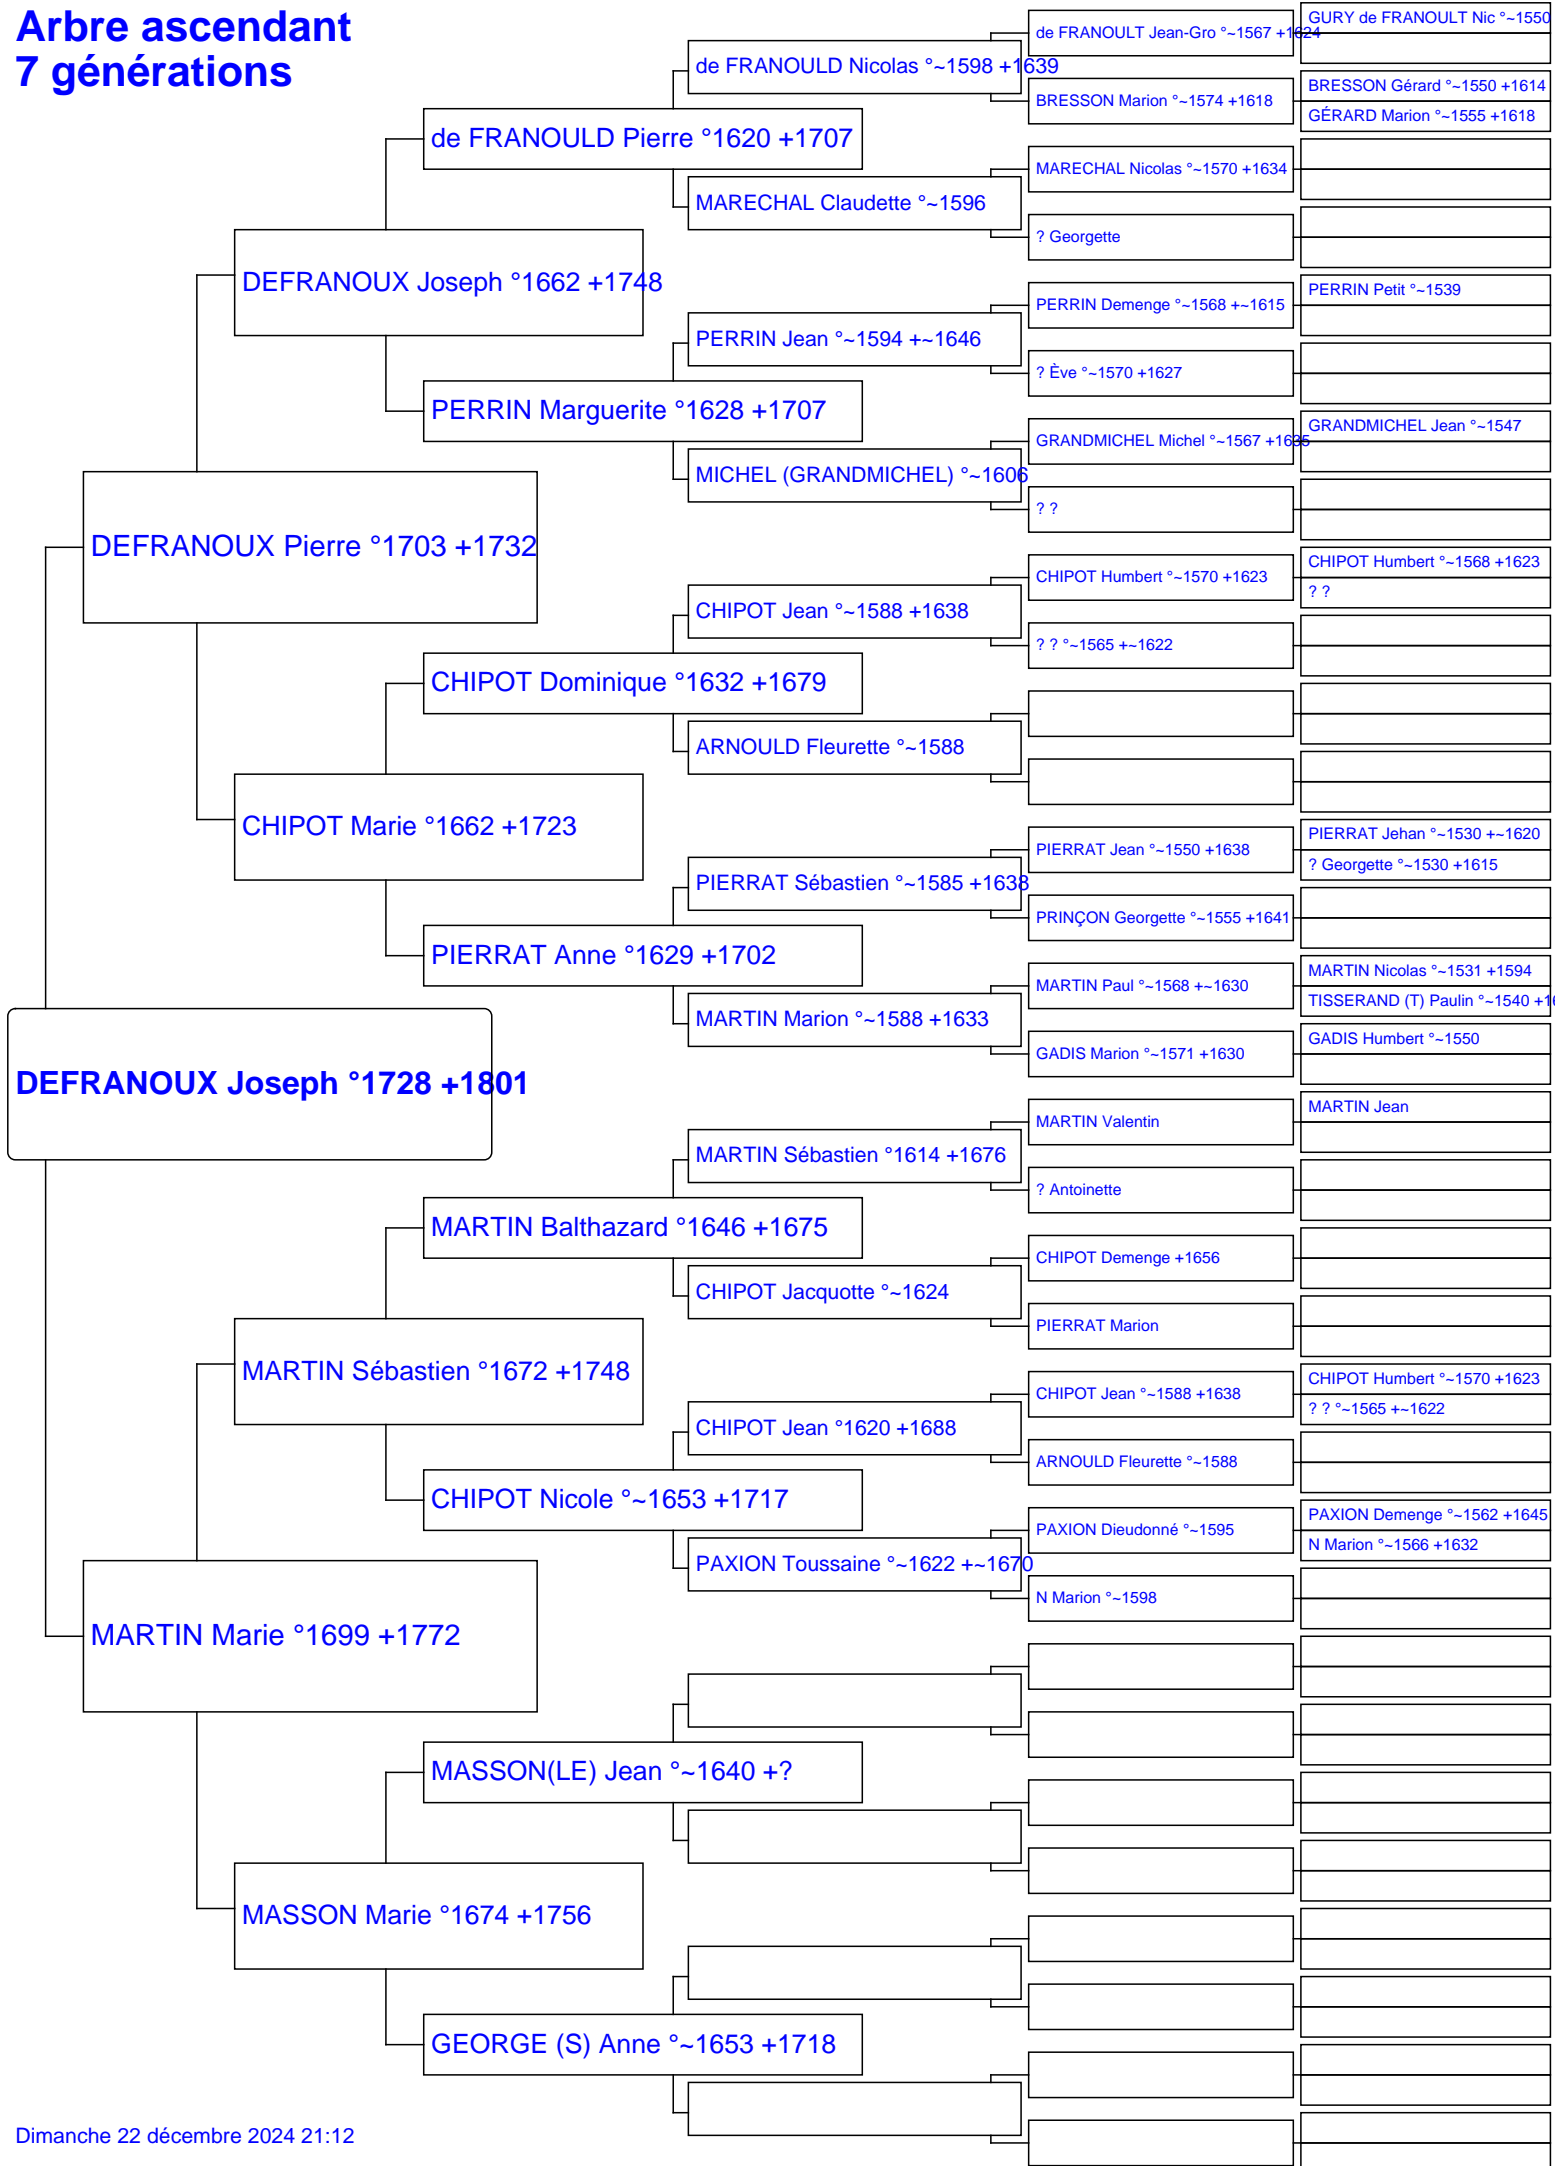 Arbre ascendant
7 générations
DEFRANOUX Joseph °1728 +1801
DEFRANOUX Pierre °1703 +1732
MARTIN Marie °1699 +1772
DEFRANOUX Joseph °1662 +1748
CHIPOT Marie °1662 +1723
MARTIN Sébastien °1672 +1748
MASSON Marie °1674 +1756
de FRANOULD Pierre °1620 +1707
PERRIN Marguerite °1628 +1707
CHIPOT Dominique °1632 +1679
PIERRAT Anne °1629 +1702
MARTIN Balthazard °1646 +1675
CHIPOT Nicole °~1653 +1717
MASSON(LE) Jean °~1640 +?
GEORGE (S) Anne °~1653 +1718
de FRANOULD Nicolas °~1598 +1639
MARECHAL Claudette °~1596
PERRIN Jean °~1594 +~1646
MICHEL (GRANDMICHEL) °~1606
CHIPOT Jean °~1588 +1638
ARNOULD Fleurette °~1588
PIERRAT Sébastien °~1585 +1638
MARTIN Marion °~1588 +1633
MARTIN Sébastien °1614 +1676
CHIPOT Jacquotte °~1624
CHIPOT Jean °1620 +1688
PAXION Toussaine °~1622 +~1670
de FRANOULT Jean-Gro °~1567 +1624
BRESSON Marion °~1574 +1618
MARECHAL Nicolas °~1570 +1634
? Georgette
PERRIN Demenge °~1568 +~1615
? Ève °~1570 +1627
GRANDMICHEL Michel °~1567 +1635
? ?
CHIPOT Humbert °~1570 +1623
? ? °~1565 +~1622
PIERRAT Jean °~1550 +1638
PRINÇON Georgette °~1555 +1641
MARTIN Paul °~1568 +~1630
GADIS Marion °~1571 +1630
MARTIN Valentin
? Antoinette
CHIPOT Demenge +1656
PIERRAT Marion
CHIPOT Jean °~1588 +1638
ARNOULD Fleurette °~1588
PAXION Dieudonné °~1595
N Marion °~1598
GURY de FRANOULT Nic °~1550
BRESSON Gérard °~1550 +1614
GÉRARD Marion °~1555 +1618
PERRIN Petit °~1539
GRANDMICHEL Jean °~1547
CHIPOT Humbert °~1568 +1623
? ?
PIERRAT Jehan °~1530 +~1620
? Georgette °~1530 +1615
MARTIN Nicolas °~1531 +1594
TISSERAND (T) Paulin °~1540
GADIS Humbert °~1550
MARTIN Jean
CHIPOT Humbert °~1570 +1623
? ? °~1565 +~1622
PAXION Demenge °~1562 +1645
N Marion °~1566 +1632
Dimanche 22 décembre 2024 21:12